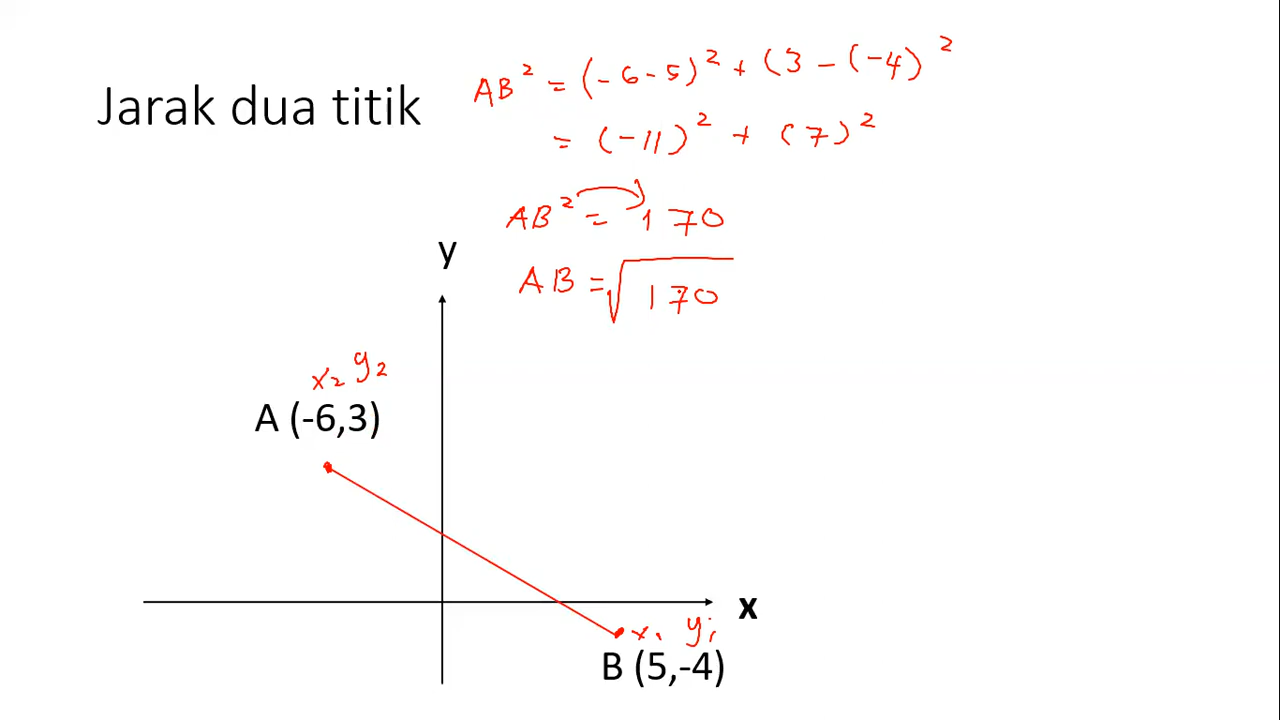 Jarak dua titik
AB² = (-6-5)² + (3-(-4)²
= (-11)² + (7)²
AB² = 170
AB = √170
y
x₂ y₂
A (-6,3)
x
x₁ y₁
B (5,-4)